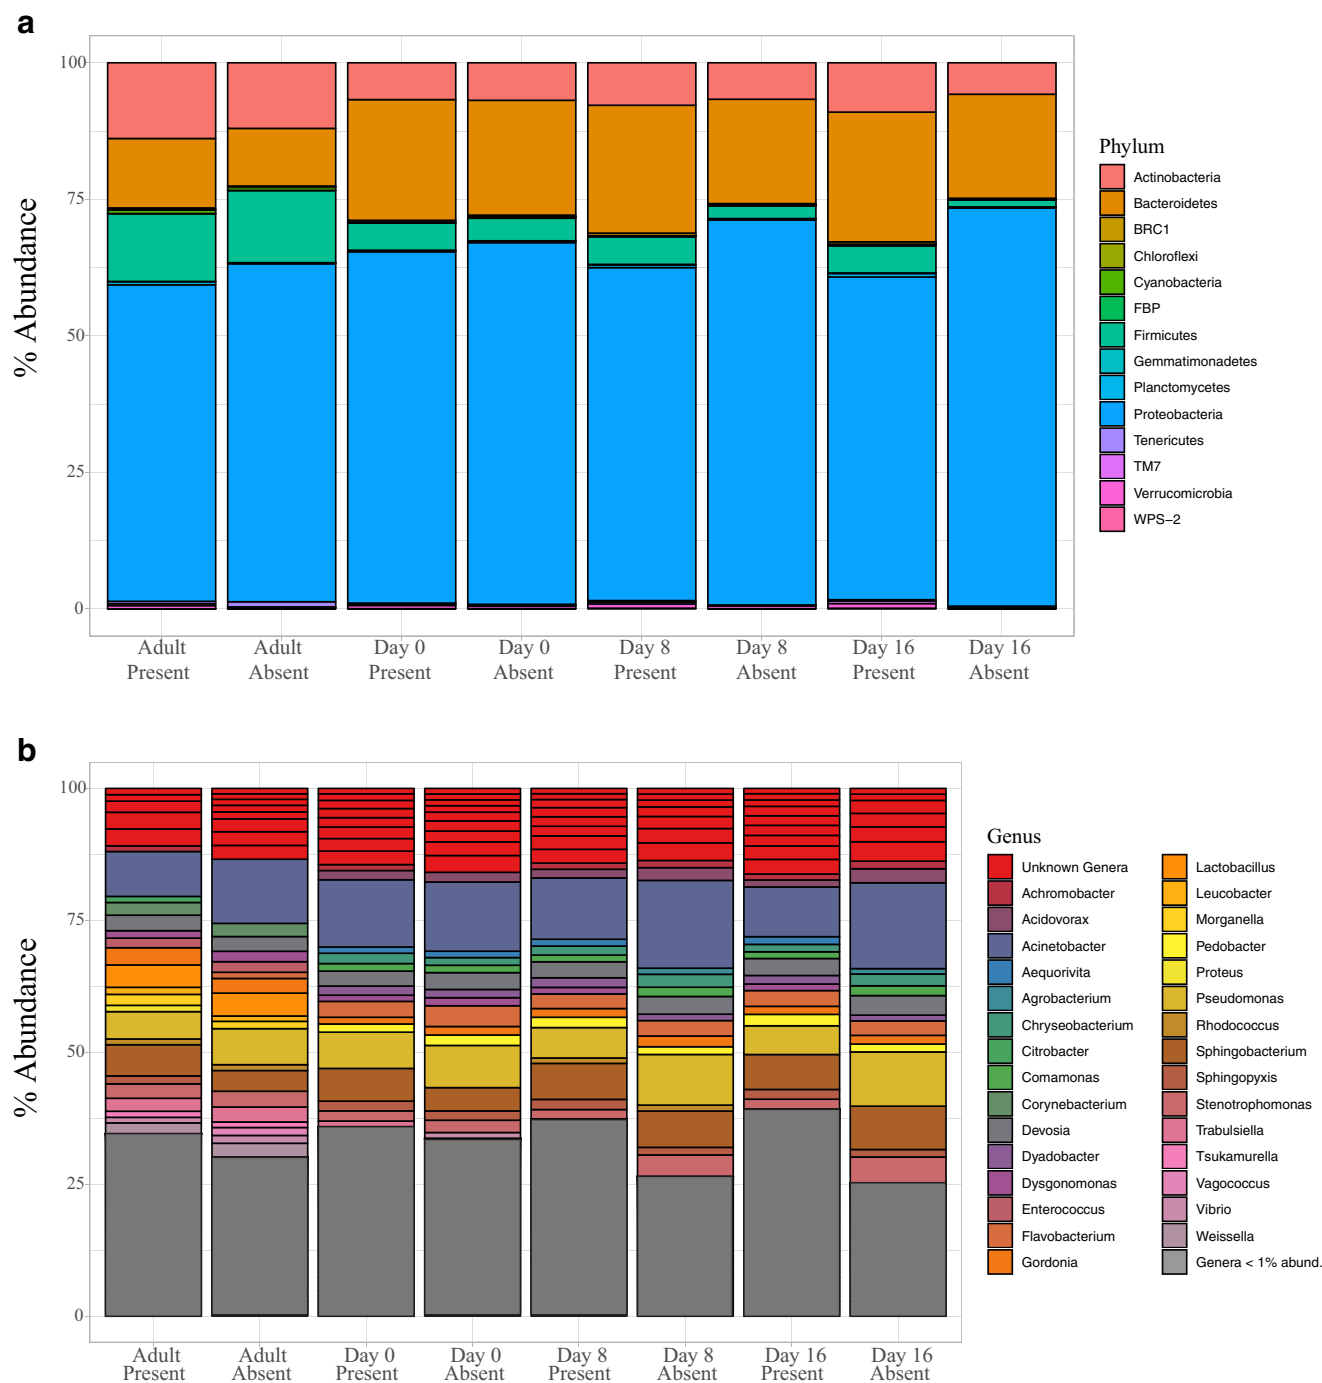 a
% Abundance
100
75
50
25
0
Adult Present
Adult Absent
Day 0 Present
Day 0 Absent
Day 8 Present
Day 8 Absent
Day 16 Present
Day 16 Absent
Phylum
Actinobacteria
Bacteroidetes
BRC1
Chloroflexi
Cyanobacteria
FBP
Firmicutes
Gemmatimonadetes
Planctomycetes
Proteobacteria
Tenericutes
TM7
Verrucomicrobia
WPS−2
b
% Abundance
100
75
50
25
0
Adult Present
Adult Absent
Day 0 Present
Day 0 Absent
Day 8 Present
Day 8 Absent
Day 16 Present
Day 16 Absent
Genus
Unknown Genera
Achromobacter
Acidovorax
Acinetobacter
Aequorivita
Agrobacterium
Chryseobacterium
Citrobacter
Comamonas
Corynebacterium
Devosia
Dyadobacter
Dysgonomonas
Enterococcus
Flavobacterium
Gordonia
Lactobacillus
Leucobacter
Morganella
Pedobacter
Proteus
Pseudomonas
Rhodococcus
Sphingobacterium
Sphingopyxis
Stenotrophomonas
Trabulsiella
Tsukamurella
Vagococcus
Vibrio
Weissella
Genera < 1% abund.